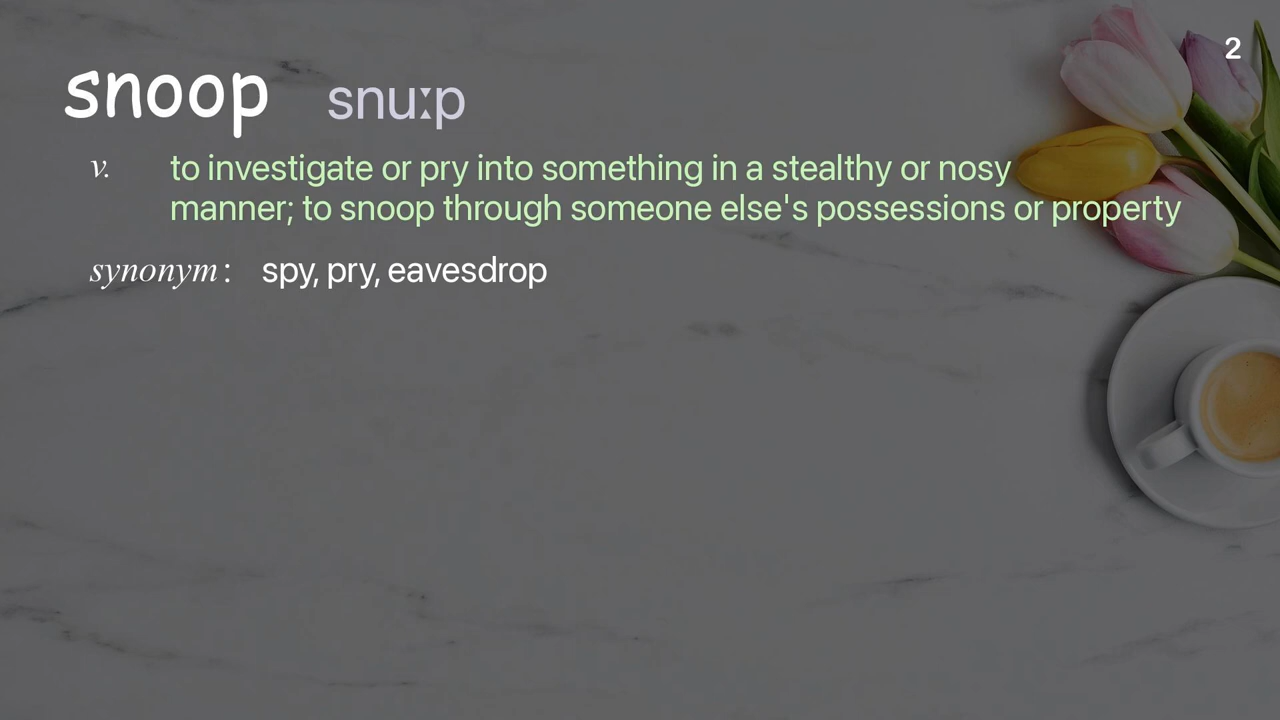 2
snoop snuːp
v. to investigate or pry into something in a stealthy or nosy
manner; to snoop through someone else's possessions or property
synonym: spy, pry, eavesdrop